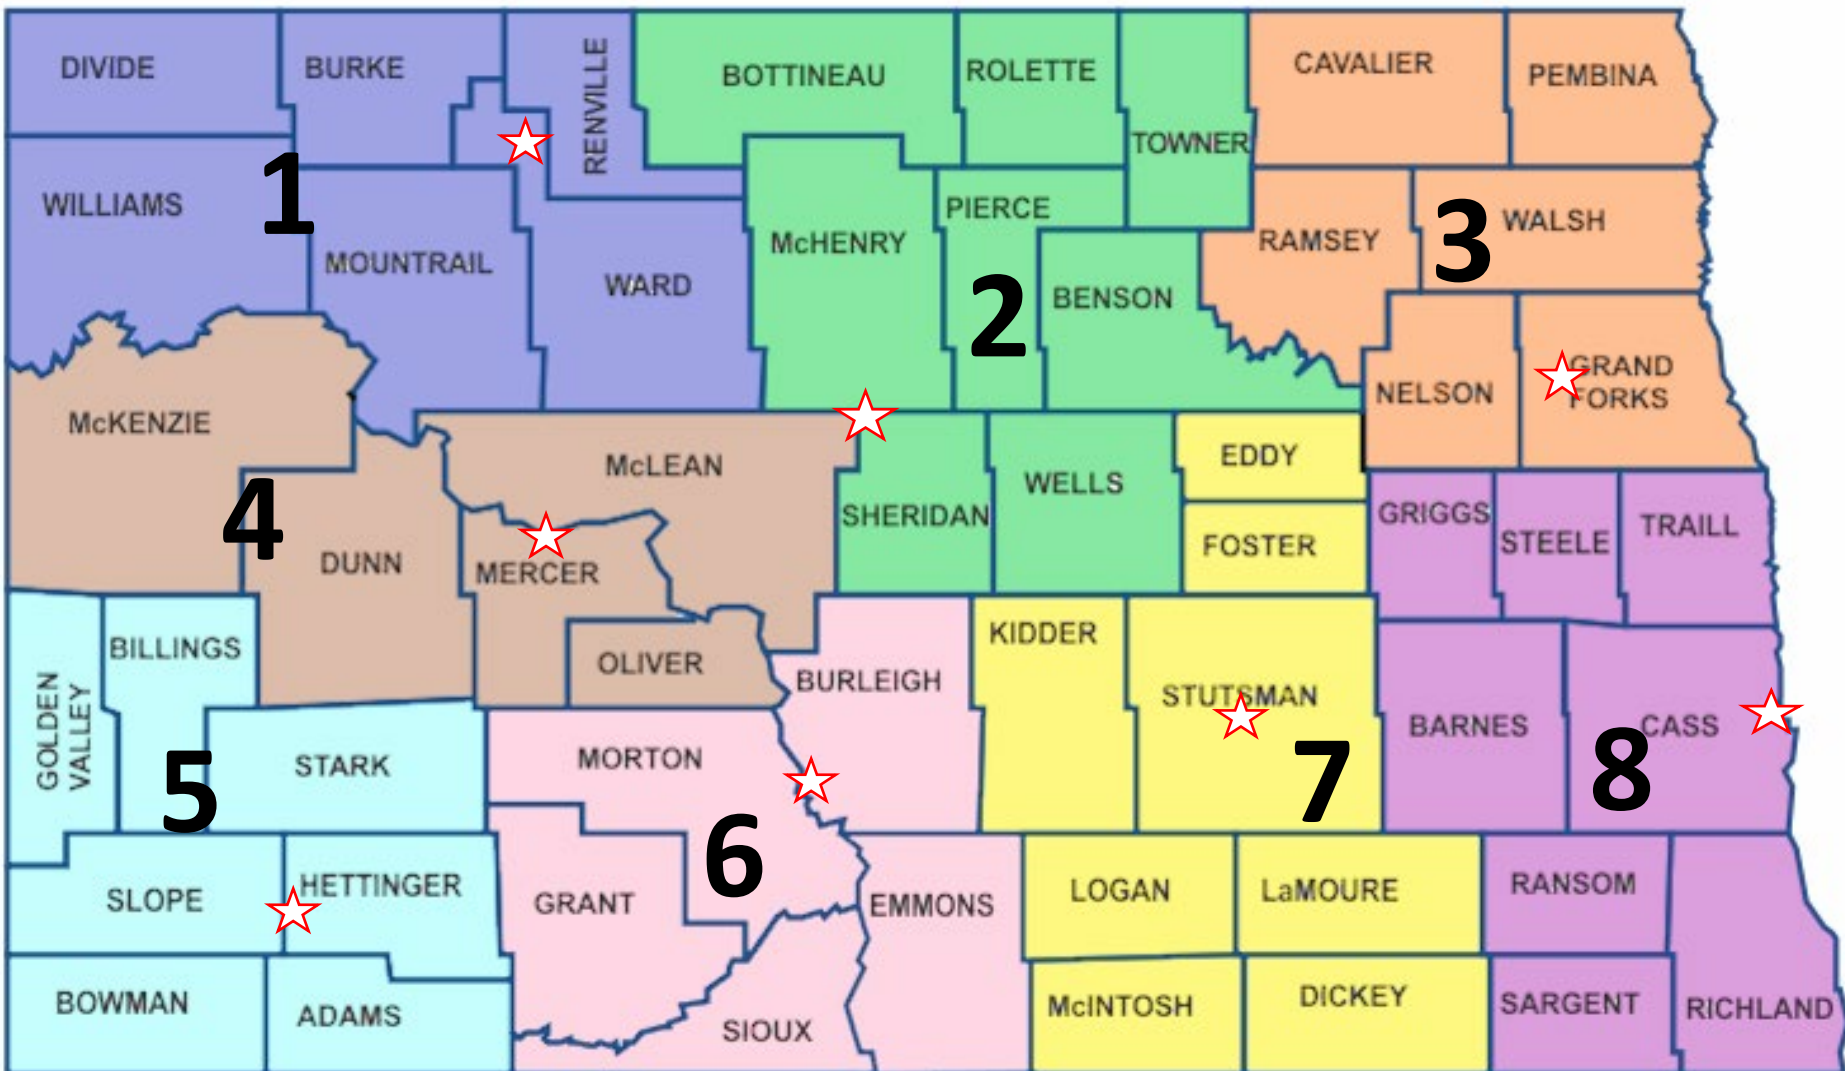 DIVIDE
BURKE
RENVILLE
BOTTINEAU
ROLETTE
TOWNER
CAVALIER
PEMBINA
WILLIAMS
1
MOUNTRAIL
WARD
McHENRY
PIERCE
2
BENSON
RAMSEY
3
WALSH
NELSON
GRAND
FORKS
McKENZIE
4
DUNN
McLEAN
MERCER
OLIVER
SHERIDAN
WELLS
EDDY
FOSTER
GRIGGS
STEELE
TRAILL
GOLDEN
VALLEY
BILLINGS
5
STARK
MORTON
6
BURLEIGH
KIDDER
STUTSMAN
7
BARNES
8
CASS
SLOPE
HETTINGER
GRANT
EMMONS
LOGAN
LaMOURE
RANSOM
BOWMAN
ADAMS
SIOUX
McINTOSH
DICKEY
SARGENT
RICHLAND